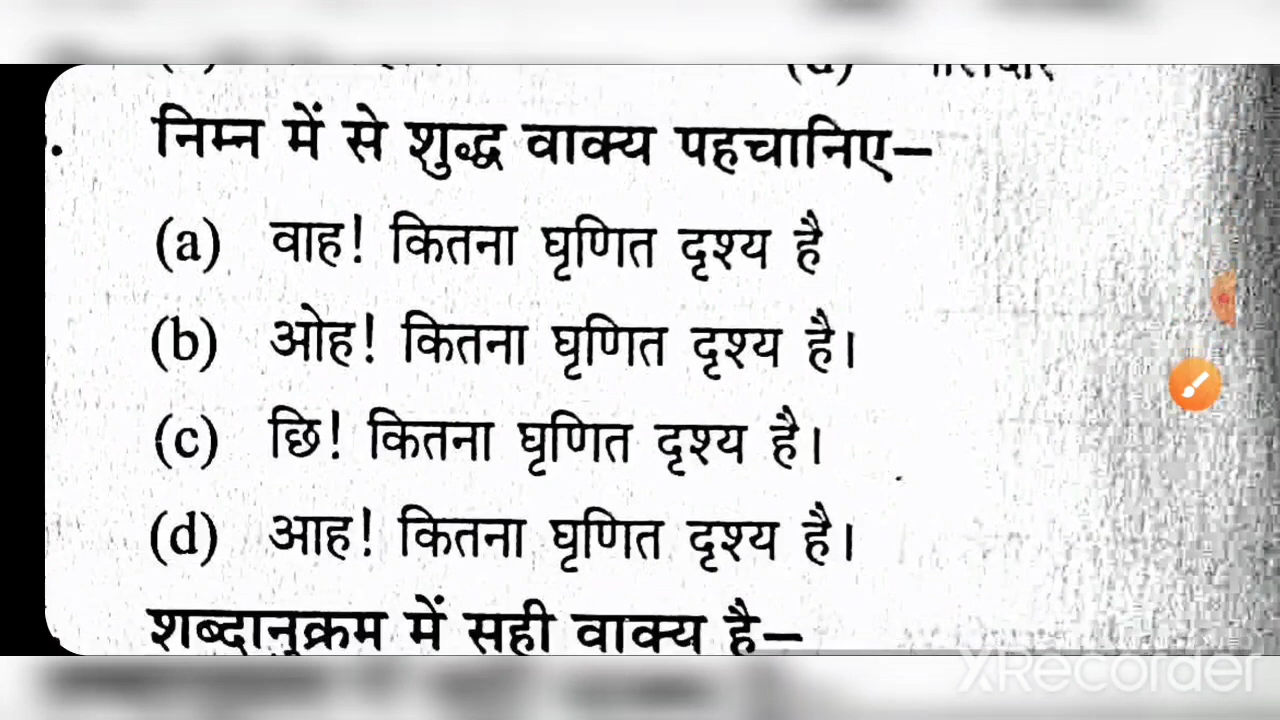 (d)
निम्न में से शुद्ध वाक्य पहचानिए–
(a) वाह! कितना घृणित दृश्य है
(b) ओह! कितना घृणित दृश्य है।
(c) छि! कितना घृणित दृश्य है।
(d) आह! कितना घृणित दृश्य है।
शब्दानुक्रम में सही वाक्य है–
XRecorder